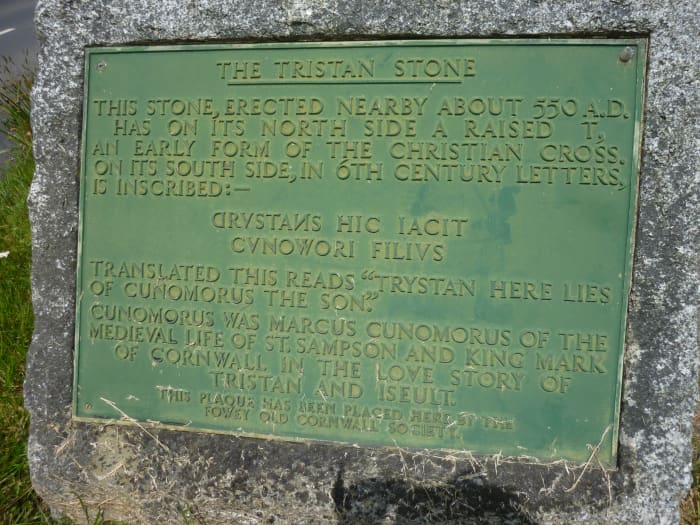 THE TRISTAN STONE
THIS STONE, ERECTED NEARBY ABOUT 550 A.D.
HAS ON ITS NORTH SIDE A RAISED T,
AN EARLY FORM OF THE CHRISTIAN CROSS.
ON ITS SOUTH SIDE, IN 6TH CENTURY LETTERS,
IS INSCRIBED:—
DRVSTANS HIC IACIT
CVNOWORI FILIVS
TRANSLATED THIS READS "TRYSTAN HERE LIES
OF CUNOMORUS THE SON."
CUNOMORUS WAS MARCUS CUNOMORUS OF THE
MEDIEVAL LIFE OF ST. SAMPSON AND KING MARK
OF CORNWALL IN THE LOVE STORY OF
TRISTAN AND ISEULT.
THIS PLAQUE HAS BEEN PLACED HERE BY THE
FOWEY OLD CORNWALL SOCIETY.